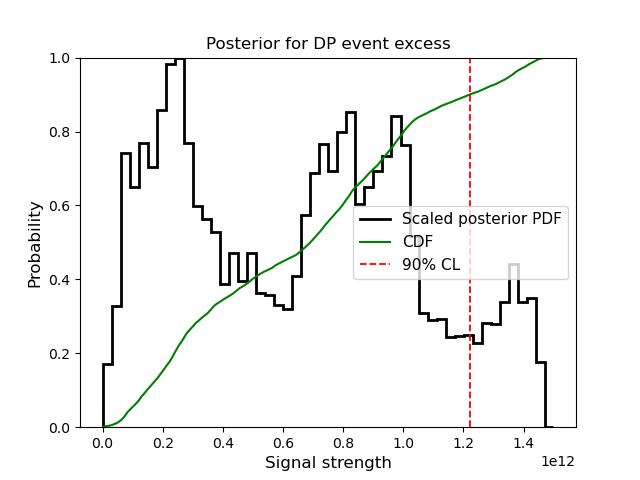 Posterior for DP event excess
1.0
0.8
0.6
0.4
0.2
0.0
Probability
Scaled posterior PDF
CDF
90% CL
0.0 0.2 0.4 0.6 0.8 1.0 1.2 1.4
1e12
Signal strength